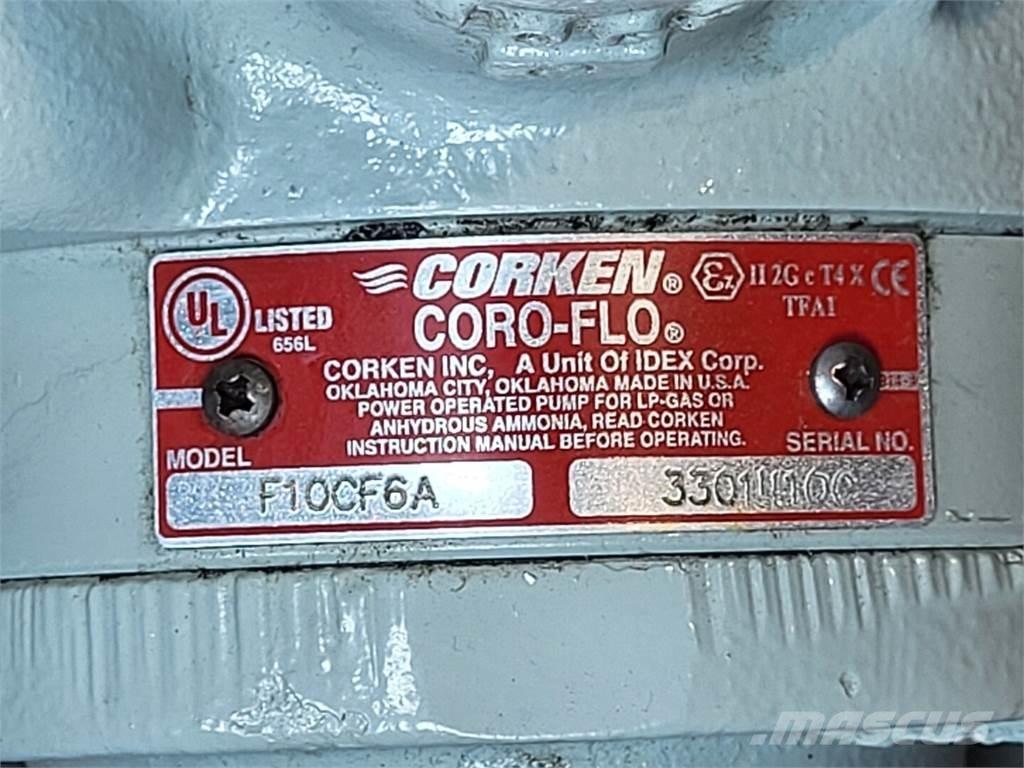 UL LISTED
656L
CORKEN®
CORO-FLO®
Ex II 2G c T4 X CE
TFA1
CORKEN INC, A Unit Of IDEX Corp.
OKLAHOMA CITY, OKLAHOMA MADE IN U.S.A.
POWER OPERATED PUMP FOR LP-GAS OR
ANHYDROUS AMMONIA, READ CORKEN
INSTRUCTION MANUAL BEFORE OPERATING.
MODEL
F10CF6A
SERIAL NO.
MASCUS